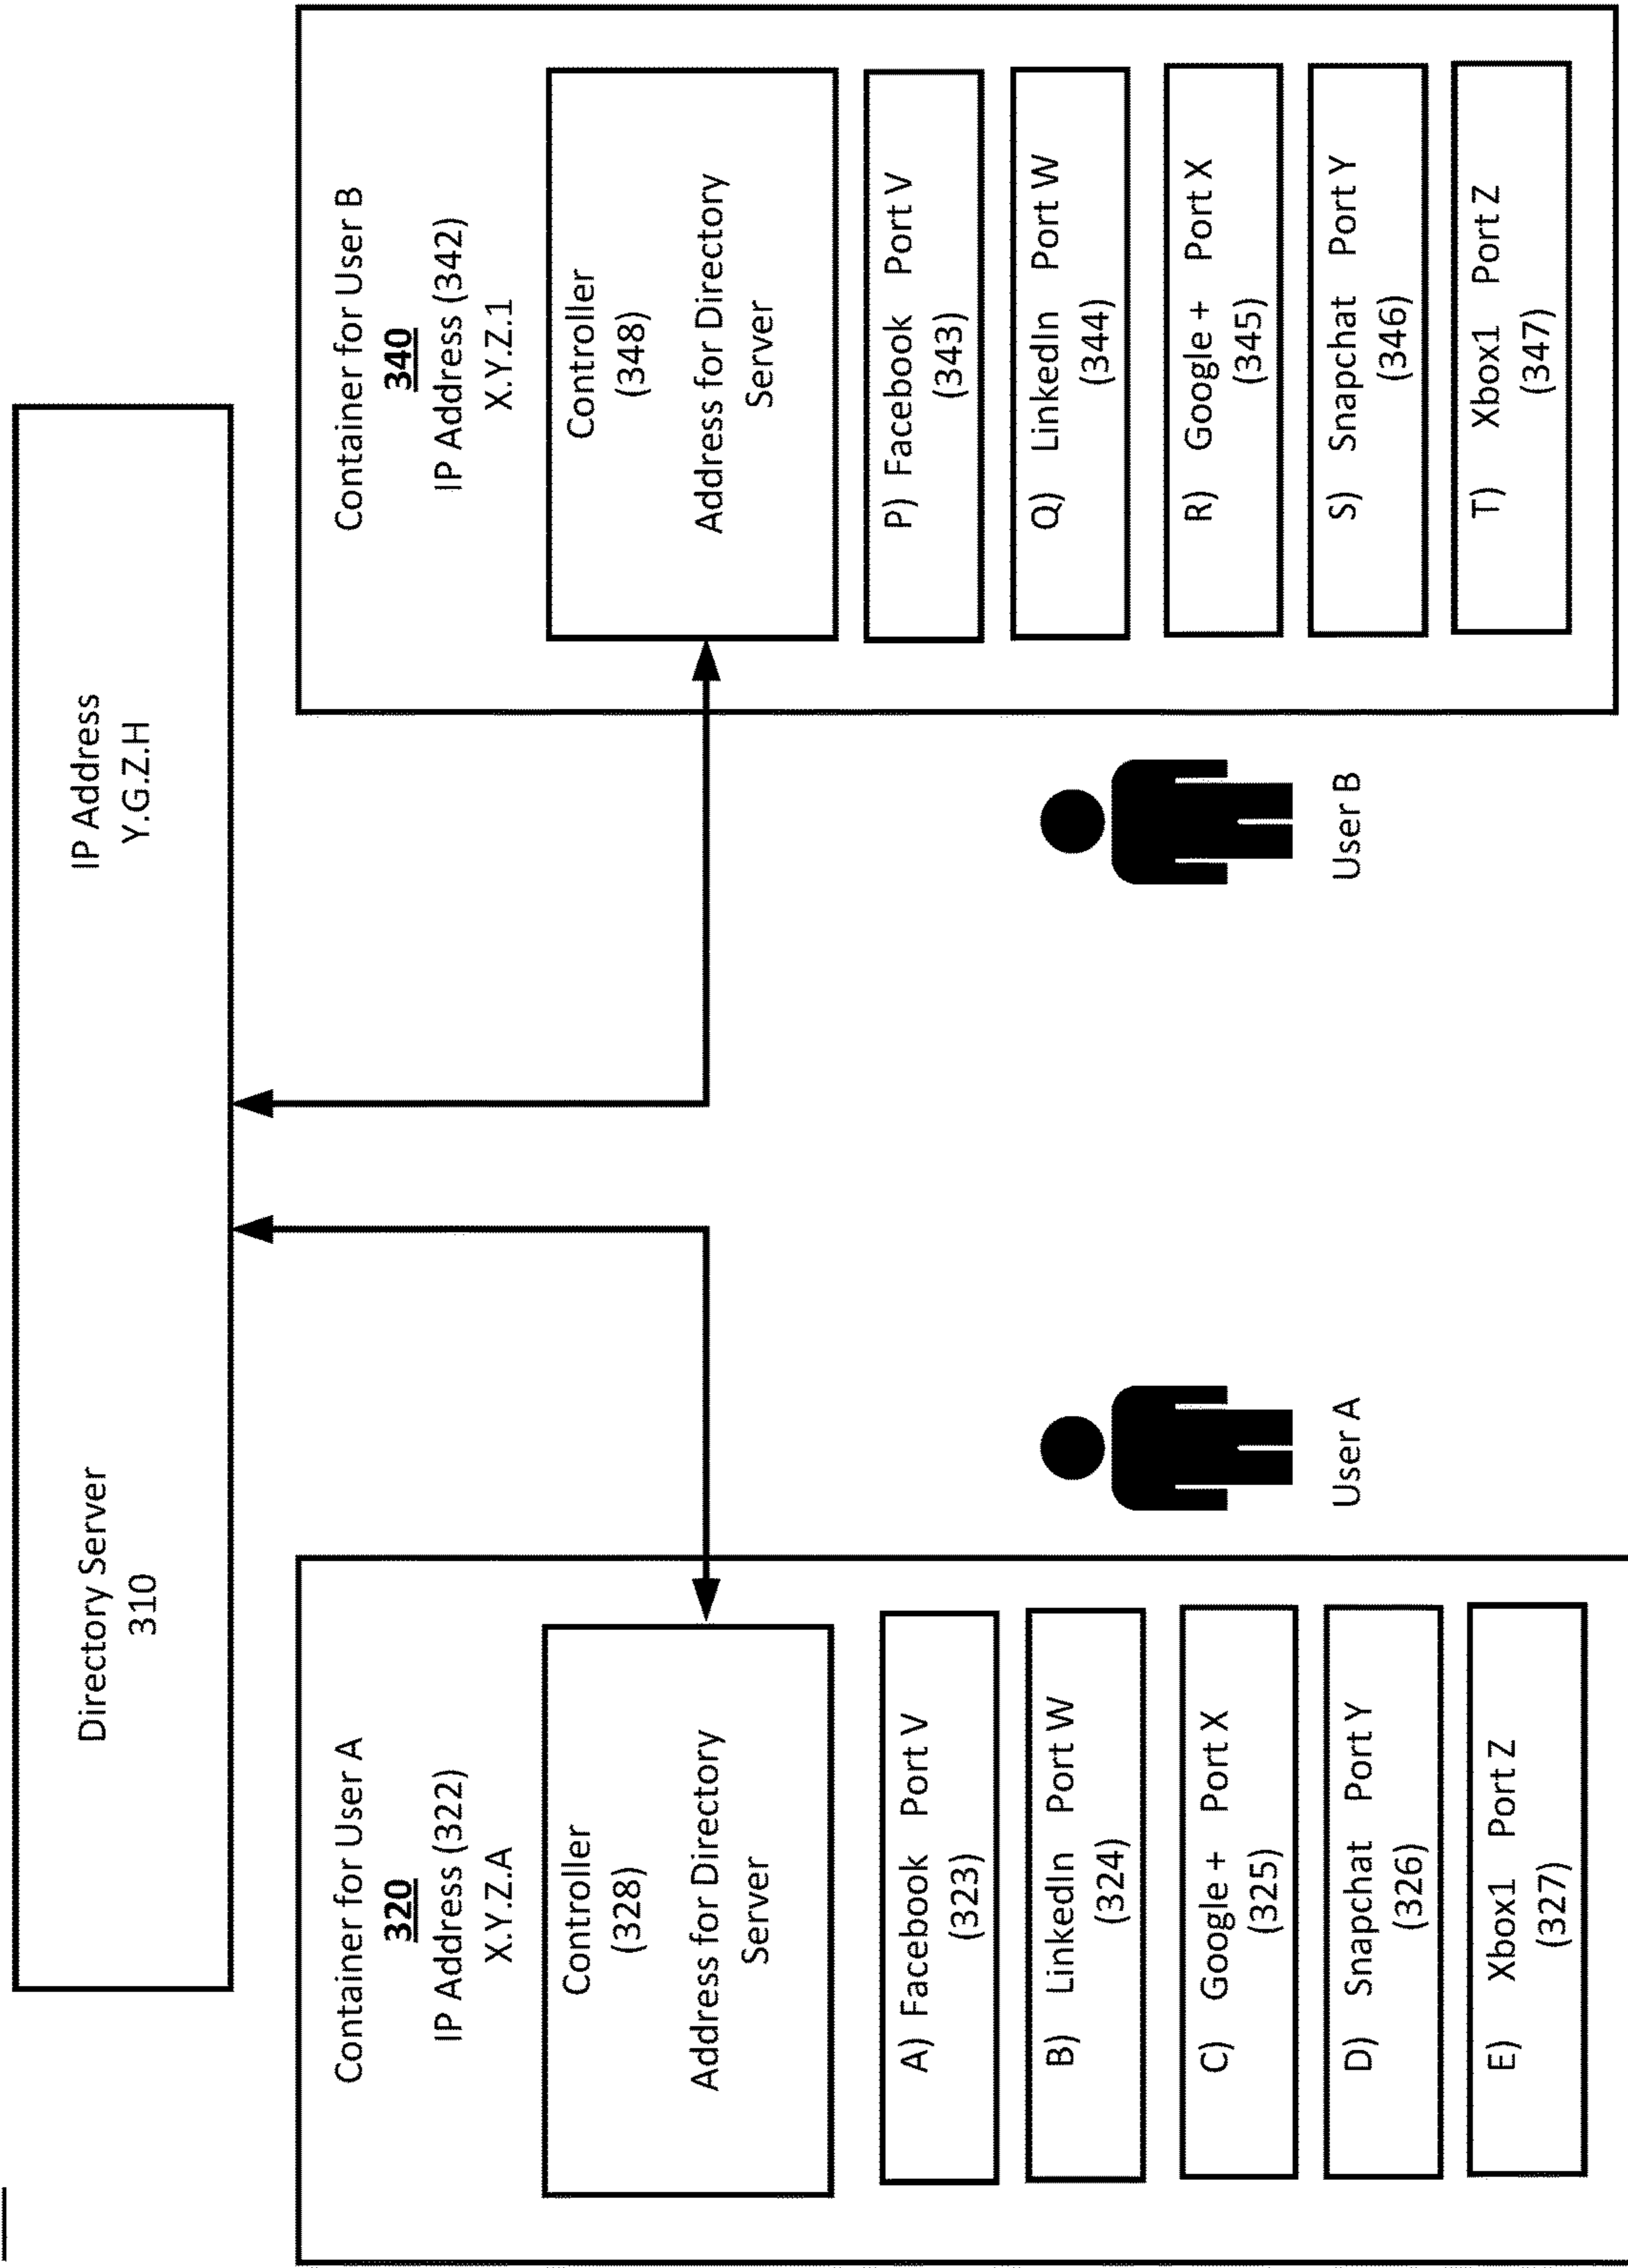 Directory Server
310
IP Address
Y.G.Z.H
Container for User A
320
IP Address (322)
X.Y.Z.A
Controller
(328)
Address for Directory
Server
A) Facebook Port V
(323)
B) LinkedIn Port W
(324)
C) Google + Port X
(325)
D) Snapchat Port Y
(326)
E) Xbox1 Port Z
(327)
User A
User B
Container for User B
340
IP Address (342)
X.Y.Z.1
Controller
(348)
Address for Directory
Server
P) Facebook Port V
(343)
Q) LinkedIn Port W
(344)
R) Google + Port X
(345)
S) Snapchat Port Y
(346)
T) Xbox1 Port Z
(347)